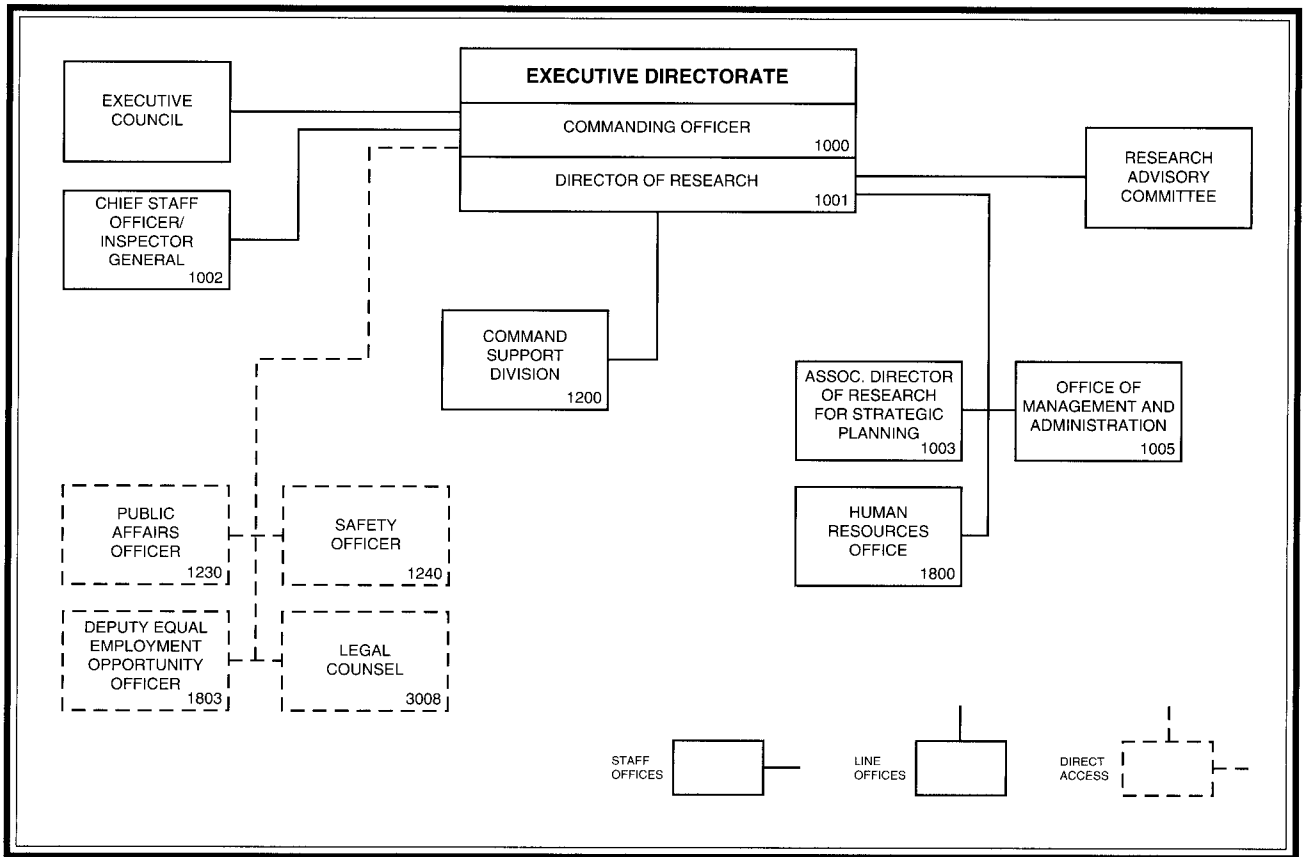 EXECUTIVE DIRECTORATE
COMMANDING OFFICER
1000
DIRECTOR OF RESEARCH
1001
EXECUTIVE
COUNCIL
CHIEF STAFF
OFFICER/
INSPECTOR
GENERAL
1002
RESEARCH
ADVISORY
COMMITTEE
COMMAND
SUPPORT
DIVISION
1200
ASSOC. DIRECTOR
OF RESEARCH
FOR STRATEGIC
PLANNING
1003
OFFICE OF
MANAGEMENT AND
ADMINISTRATION
1005
HUMAN
RESOURCES
OFFICE
1800
PUBLIC
AFFAIRS
OFFICER
1230
SAFETY
OFFICER
1240
DEPUTY EQUAL
EMPLOYMENT
OPPORTUNITY
OFFICER
1803
LEGAL
COUNSEL
3008
STAFF
OFFICES
LINE
OFFICES
DIRECT
ACCESS